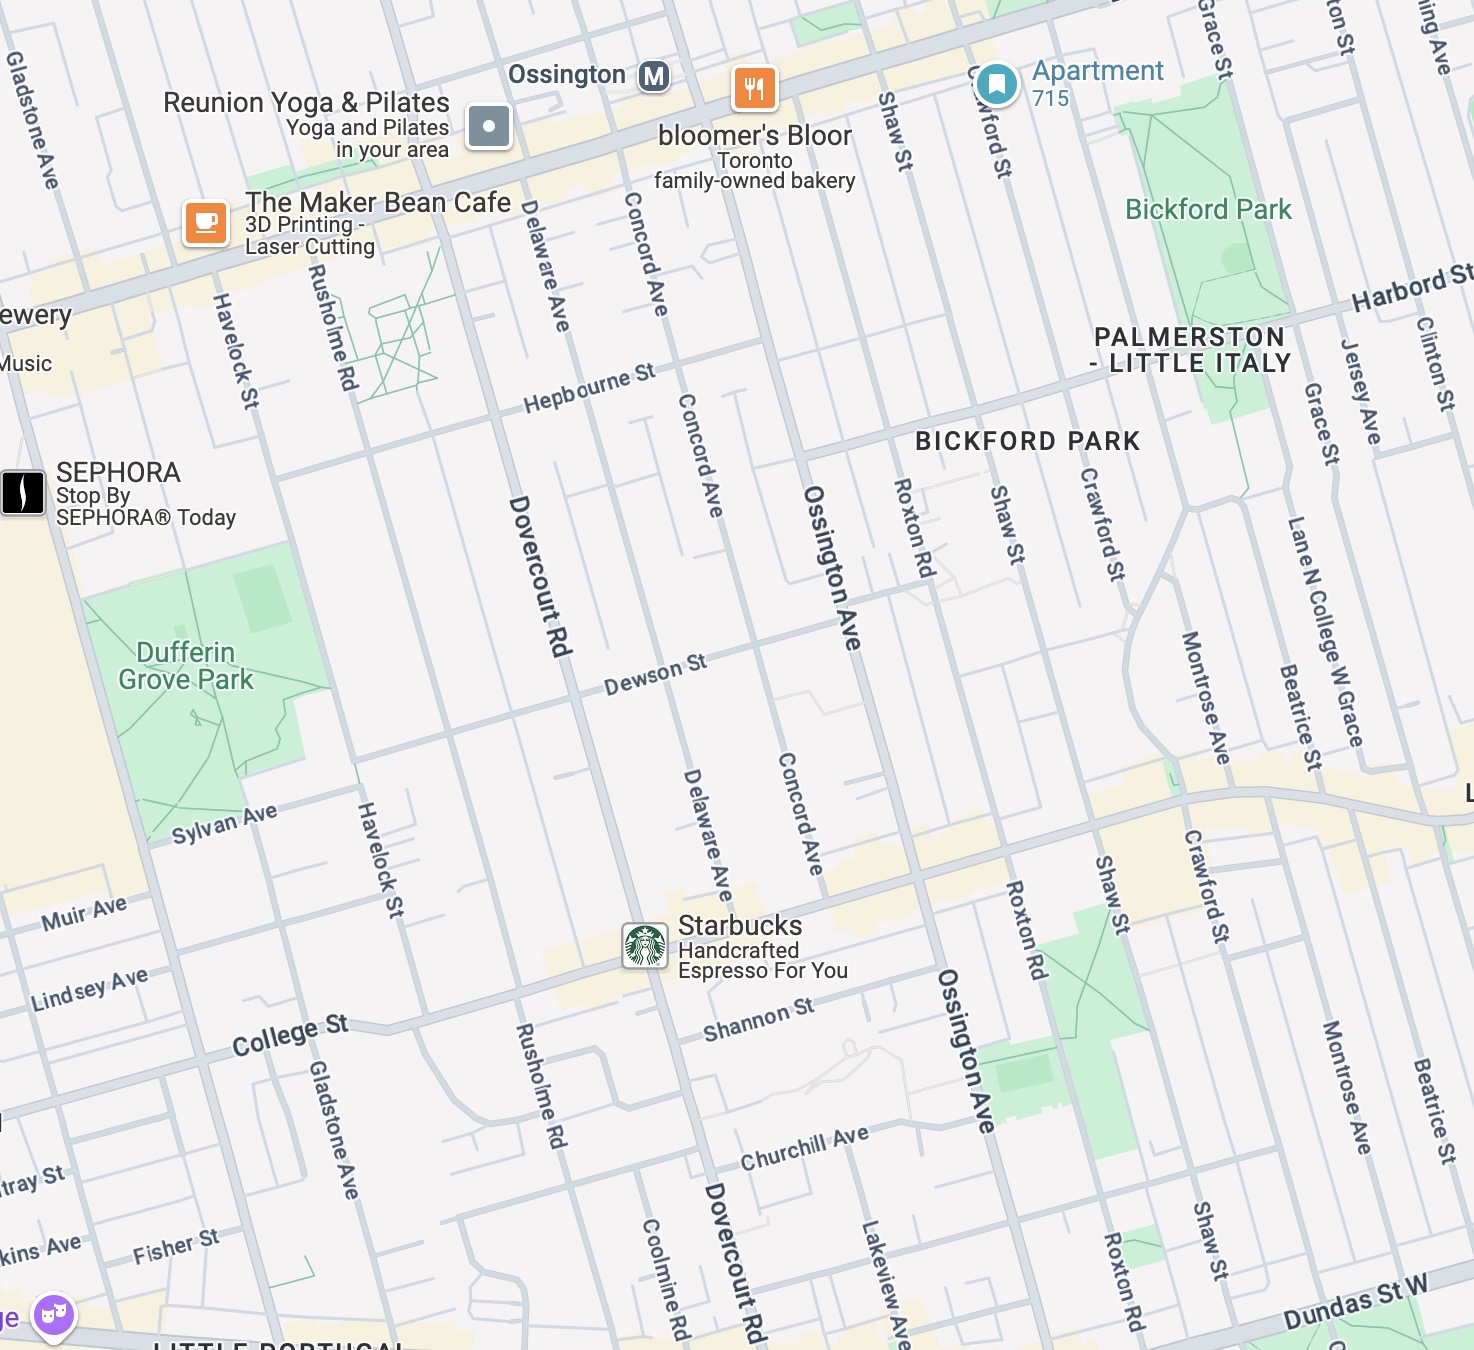 Gladstone Ave
Ossington
M
Reunion Yoga & Pilates
Yoga and Pilates
in your area
bloomer's Bloor
Toronto
family-owned bakery
Shaw St
Crawford St
Apartment
715
Grace St
Bickford Park
The Maker Bean Cafe
3D Printing -
Laser Cutting
Delaware Ave
Concord Ave
Rusholme Rd
Havelock St
ewery
Music
Harbord St
PALMERSTON
- LITTLE ITALY
Jersey Ave
Clinton St
Grace St
Hepbourne St
Concord Ave
BICKFORD PARK
SEPHORA
Stop By
SEPHORA® Today
Dovercourt Rd
Ossington Ave
Roxton Rd
Shaw St
Crawford St
Lane N College W Grace
Dufferin
Grove Park
Dewson St
Montrose Ave
Beatrice St
Delaware Ave
Concord Ave
Sylvan Ave
Havelock St
L
Muir Ave
Shaw St
Crawford St
Roxton Rd
Starbucks
Handcrafted
Espresso For You
Lindsey Ave
College St
Shannon St
Ossington Ave
Rusholme Rd
Gladstone Ave
Montrose Ave
Beatrice St
Churchill Ave
tray St
kins Ave
Fisher St
Dovercourt Rd
Coolmine Rd
Lakeview Ave
Roxton Rd
Shaw St
Dundas St W
ge
LITTLE PORTUGAL